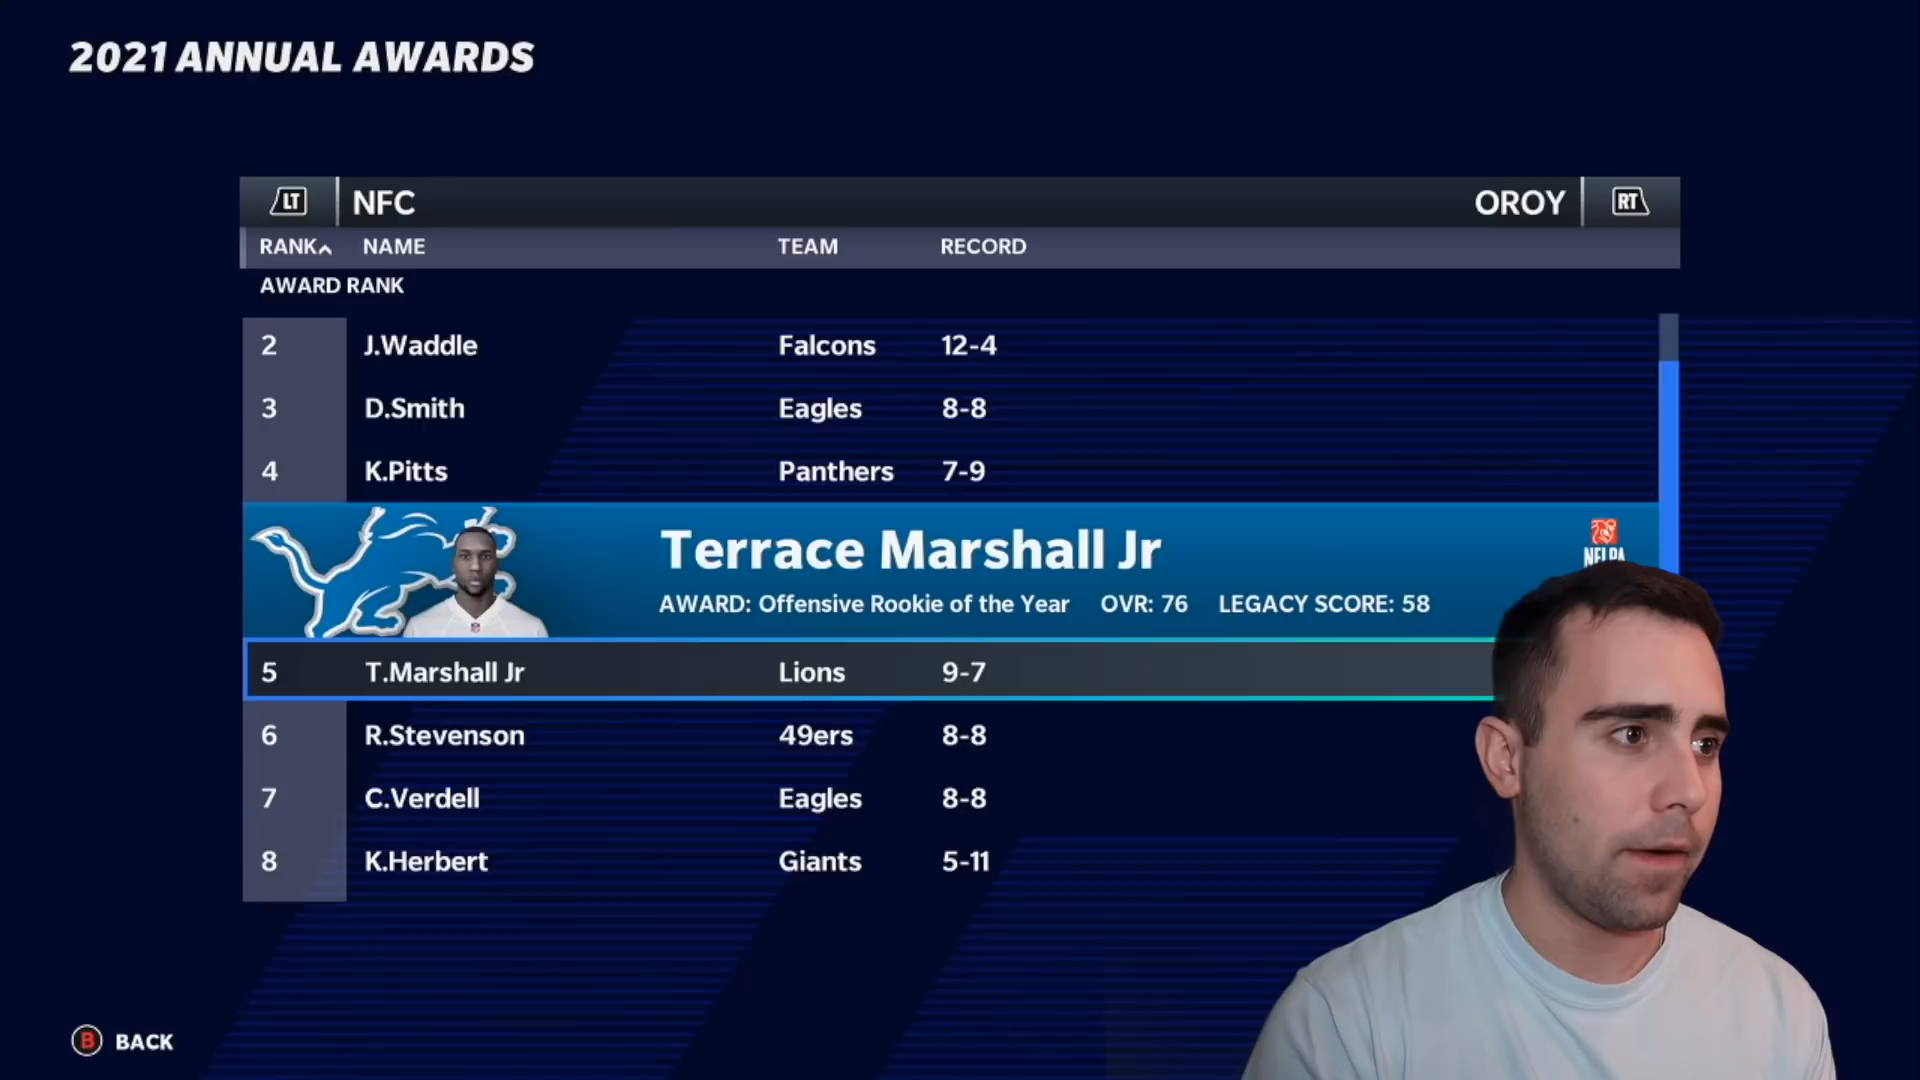 2021 ANNUAL AWARDS
LT NFC OROY RT
RANK NAME TEAM RECORD
AWARD RANK
2 J.Waddle Falcons 12-4
3 D.Smith Eagles 8-8
4 K.Pitts Panthers 7-9
Terrace Marshall Jr
NFLPA
AWARD: Offensive Rookie of the Year OVR: 76 LEGACY SCORE: 58
5 T.Marshall Jr Lions 9-7
6 R.Stevenson 49ers 8-8
7 C.Verdell Eagles 8-8
8 K.Herbert Giants 5-11
B BACK